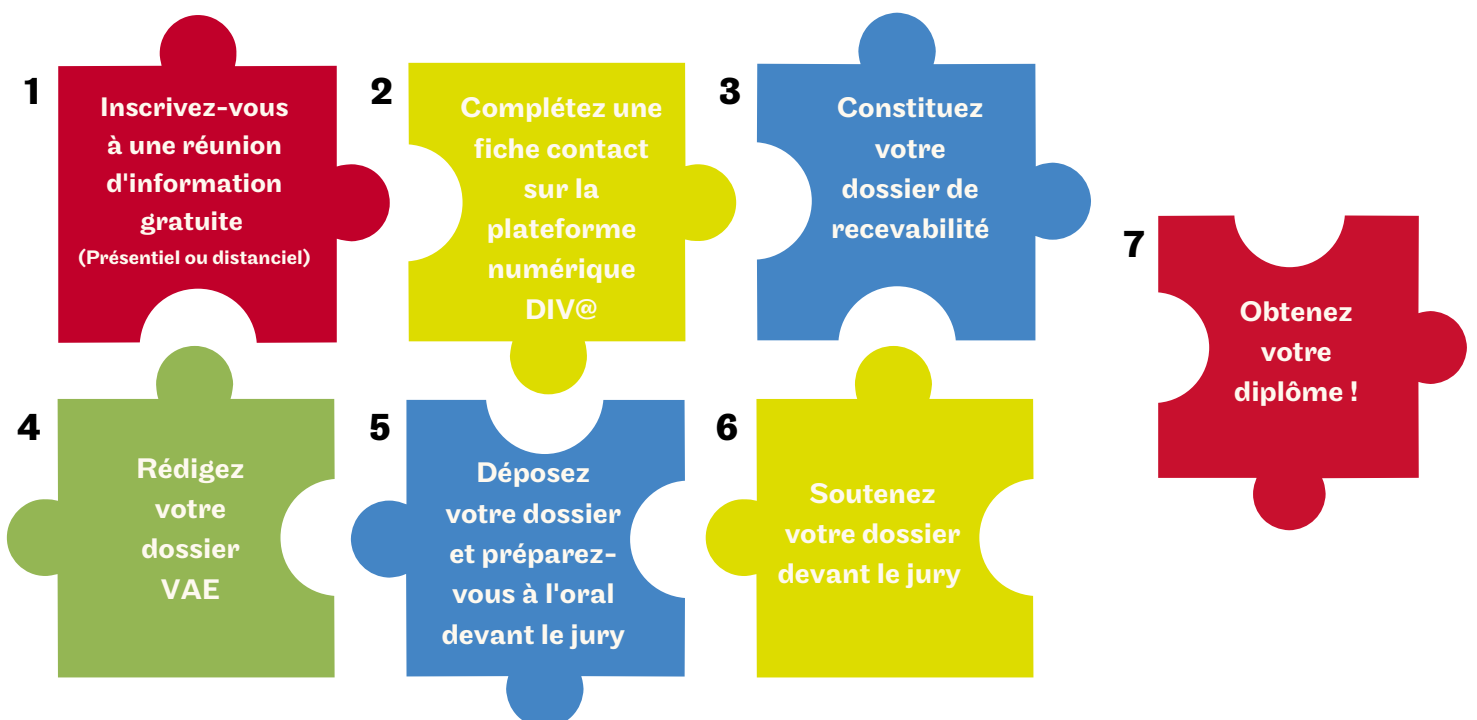 1
Inscrivez-vous
à une réunion
d'information
gratuite
(Présentiel ou distanciel)
2
Complétez une
fiche contact
sur la
plateforme
numérique
DIV@
3
Constituez
votre
dossier de
recevabilité
4
Rédigez
votre
dossier
VAE
5
Déposez
votre dossier
et préparez-
vous à l'oral
devant le jury
6
Soutenez
votre dossier
devant le jury
7
Obtenez
votre
diplôme !